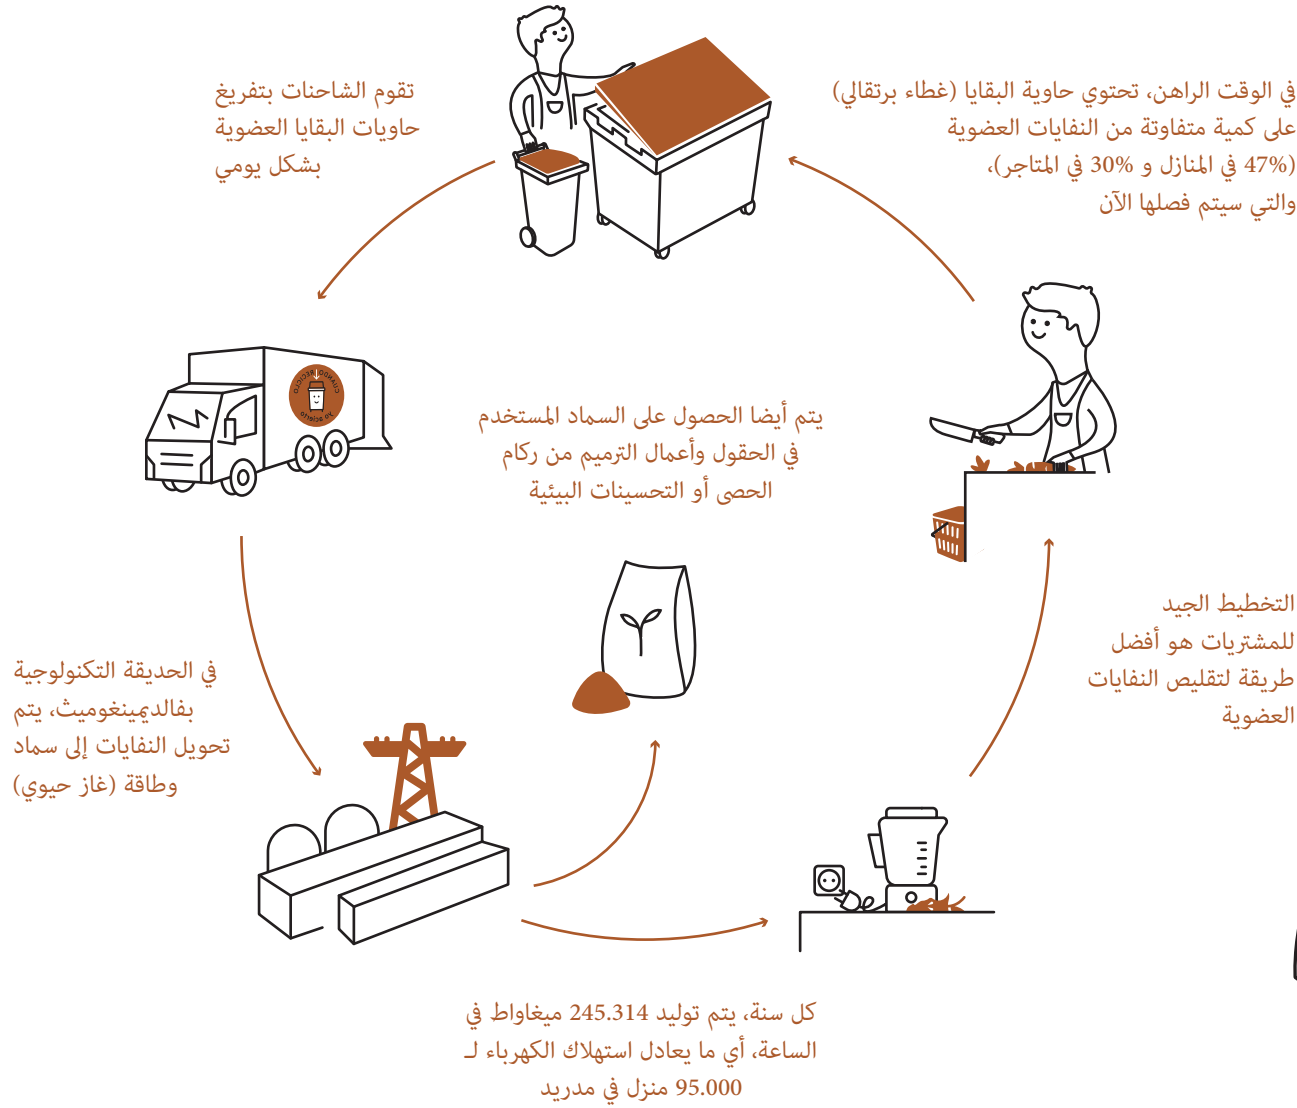 في الوقت الراهن، تحتوي حاوية البقايا (غطاء برتقالي)
على كمية متفاوتة من النفايات العضوية
(47% في المنازل و 30% في المتاجر)،
والتي سيتم فصلها الآن
تقوم الشاحنات بتفريغ
حاويات البقايا العضوية
بشكل يومي
CUANDO RECICLO
YO acierto
يتم أيضا الحصول على السماد المستخدم
في الحقول وأعمال الترميم من ركام
الحصى أو التحسينات البيئية
التخطيط الجيد
للمشتريات هو أفضل
طريقة لتقليص النفايات
العضوية
في الحديقة التكنولوجية
بفالديمينغوميث، يتم
تحويل النفايات إلى سماد
وطاقة (غاز حيوي)
كل سنة، يتم توليد 245.314 ميغاواط في
الساعة، أي ما يعادل استهلاك الكهرباء لـ
95.000 منزل في مدريد